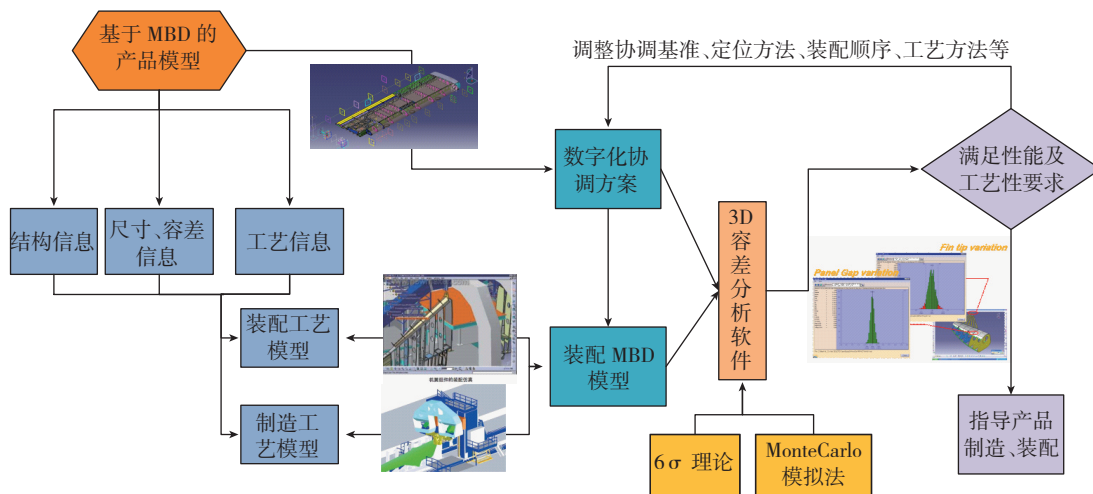 基于 MBD 的
产品模型
调整协调基准、定位方法、装配顺序、工艺方法等
数字化协
调方案
满足性能及
工艺性要求
结构信息
尺寸、容差
信息
工艺信息
3D
容
差
分
析
软
件
Fin tip variation
Panel Gap variation
装配工艺
模型
装配 MBD
模型
制造工
艺模型
指导产品
制造、装配
6σ 理论
MonteCarlo
模拟法